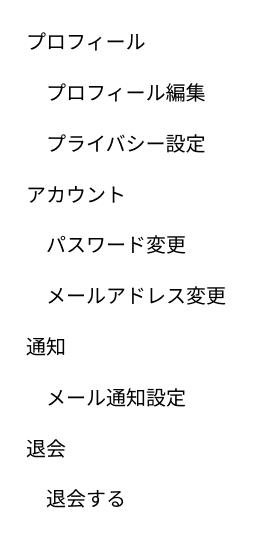 プロフィール
プロフィール編集
プライバシー設定
アカウント
パスワード変更
メールアドレス変更
通知
メール通知設定
退会
退会する